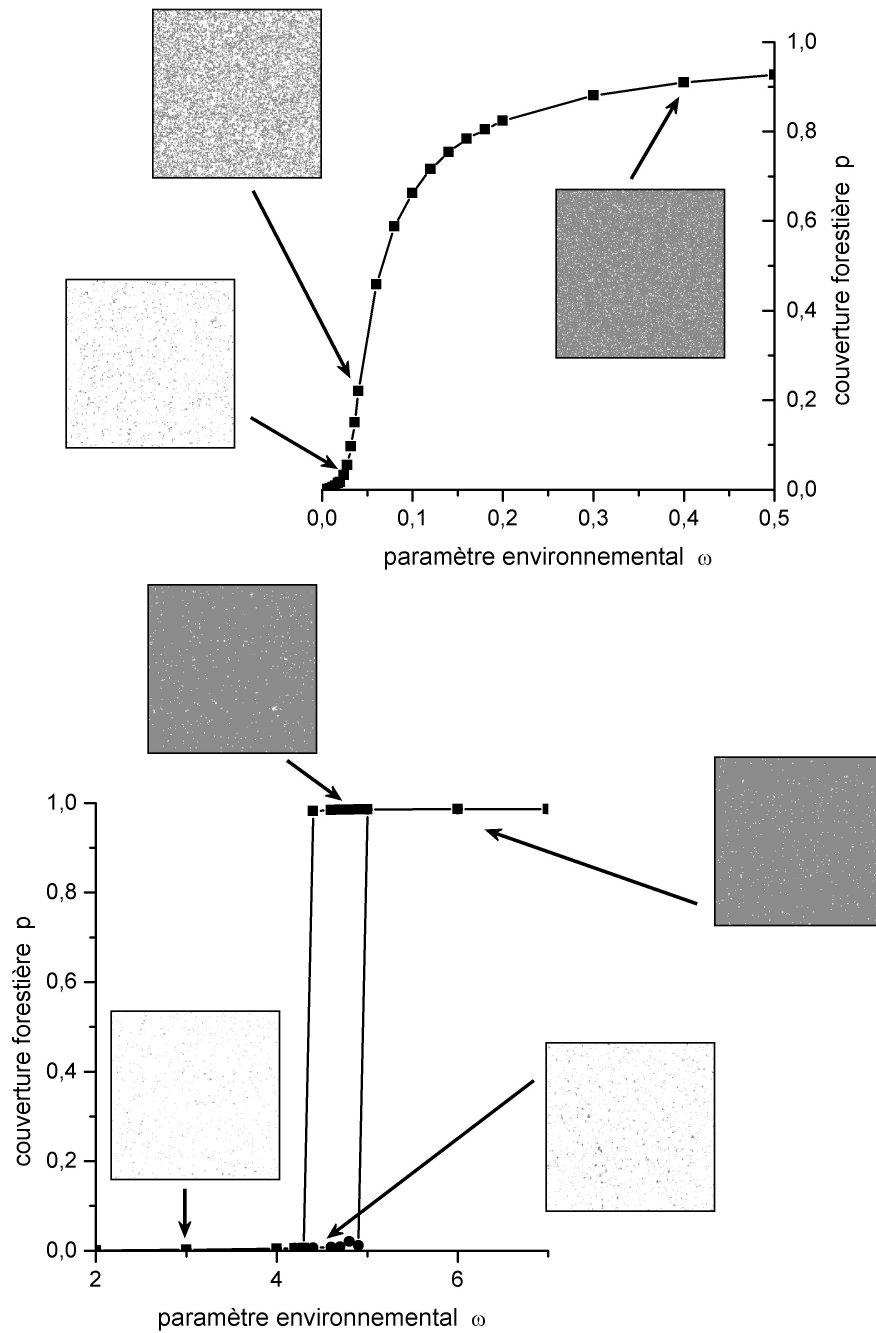 1,0
0,8
0,6
0,4
0,2
0,0
couverture forestière p
0,0 0,1 0,2 0,3 0,4 0,5
paramètre environnemental ω
1,0
0,8
0,6
0,4
0,2
0,0
couverture forestière p
2 4 6
paramètre environnemental ω